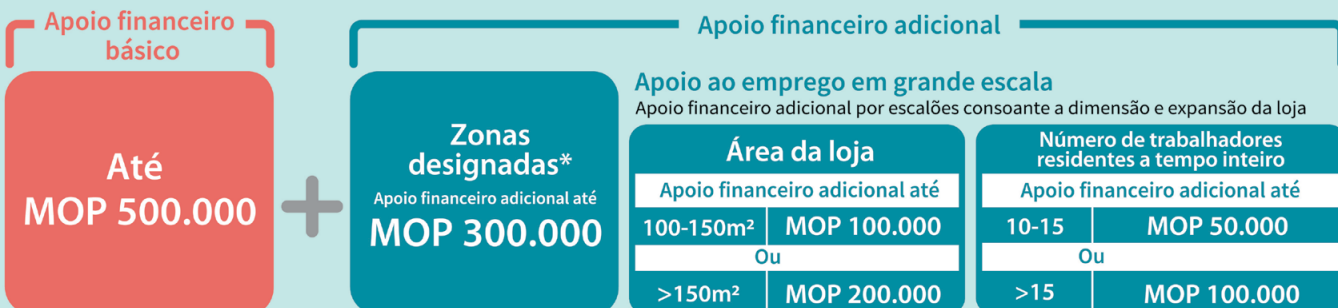 Apoio financeiro
básico
Até
MOP 500.000
+
Apoio financeiro adicional
Zonas
designadas*
Apoio financeiro adicional até
MOP 300.000
Apoio ao emprego em grande escala
Apoio financeiro adicional por escalões consoante a dimensão e expansão da loja
Área da loja
Apoio financeiro adicional até
100-150m² MOP 100.000
Ou
>150m² MOP 200.000
Número de trabalhadores
residentes a tempo inteiro
Apoio financeiro adicional até
10-15 MOP 50.000
Ou
>15 MOP 100.000